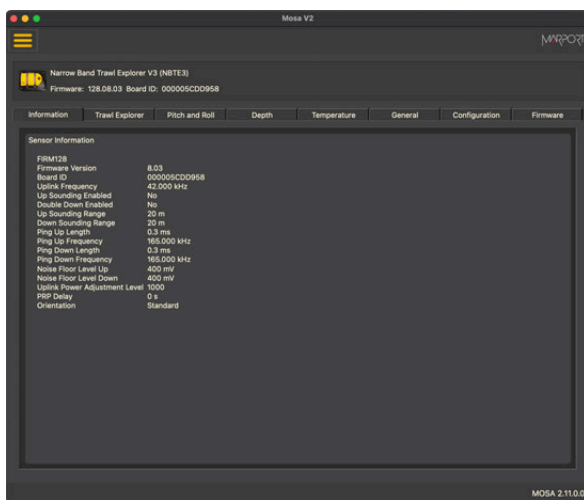 Mosa V2
MARPORT
Narrow Band Trawl Explorer V3 (NBTE3)
Firmware: 128.08.03 Board ID: 000005CDD958
Information Trawl Explorer Pitch and Roll Depth Temperature General Configuration Firmware
Sensor Information
FIRM128
Firmware Version 8.03
Board ID 000005CDD958
Uplink Frequency 42.000 kHz
Up Sounding Enabled No
Double Down Enabled No
Up Sounding Range 20 m
Down Sounding Range 20 m
Ping Up Length 0.3 ms
Ping Up Frequency 165.000 kHz
Ping Down Length 0.3 ms
Ping Down Frequency 165.000 kHz
Noise Floor Level Up 400 mV
Noise Floor Level Down 400 mV
Uplink Power Adjustment Level 1000
PRP Delay 0 s
Orientation Standard
MOSA 2.11.0.0